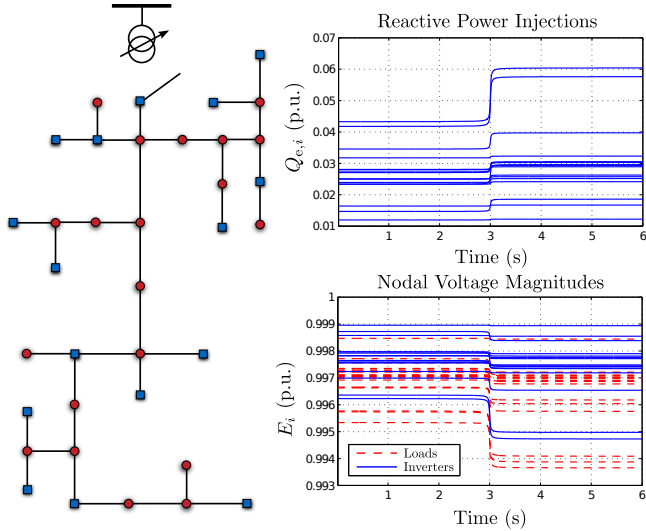 Reactive Power Injections
0.07
0.06
0.05
0.04
0.03
0.02
0.01
Q_e,i (p.u.)
1 2 3 4 5 6
Time (s)
Nodal Voltage Magnitudes
1
0.999
0.998
0.997
0.996
0.995
0.994
0.993
E_i (p.u.)
Loads
Inverters
1 2 3 4 5 6
Time (s)